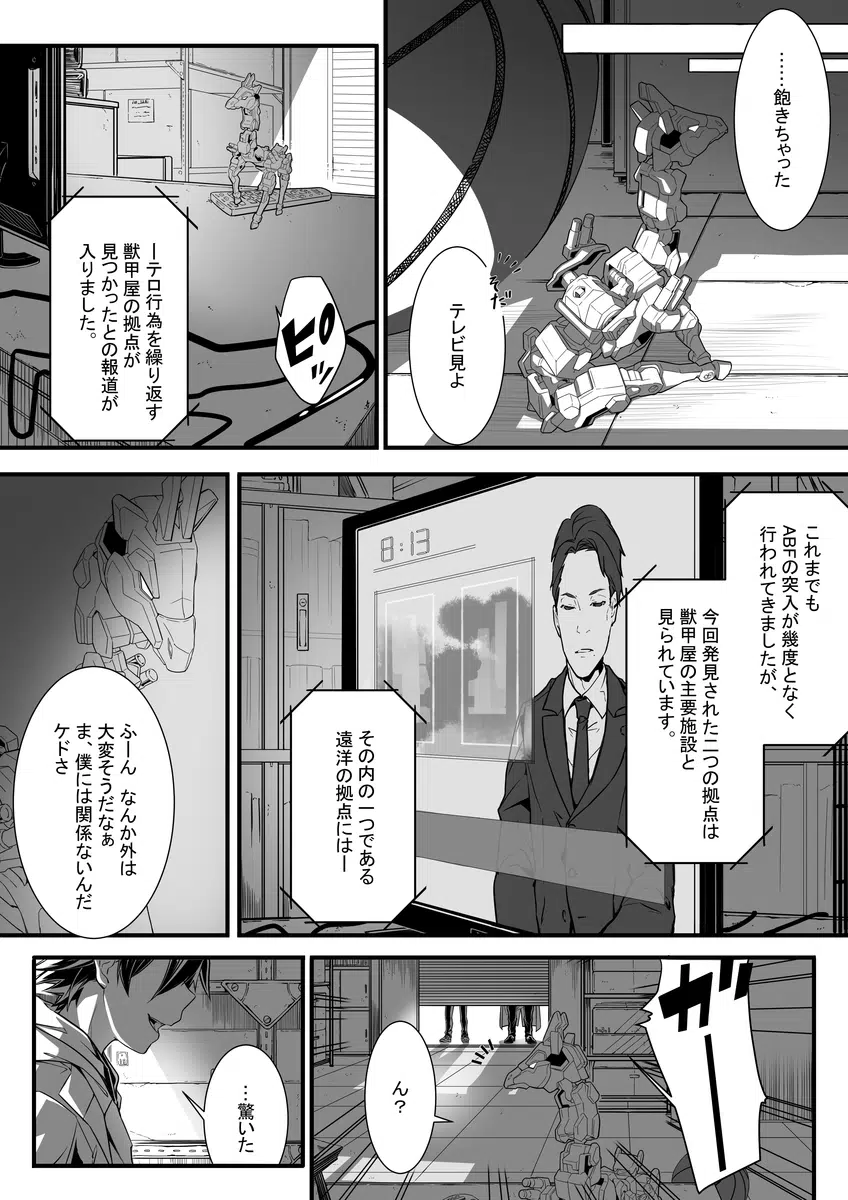 ……飽きちゃった
そだ
テレビ見よ
ピッ
ーテロ行為を繰り返す
獣甲屋の拠点が
見つかったとの報道が
入りました。
これまでも
ABFの突入が幾度となく
行われてきましたが、
今回発見された二つの拠点は
獣甲屋の主要施設と
見られています。
8:13
その内の一つである
遠洋の拠点にはー
ふーん なんか外は
大変そうだなぁ
ま、僕には関係ないんだ
ケドさ
ガーー
ん？
…驚いた